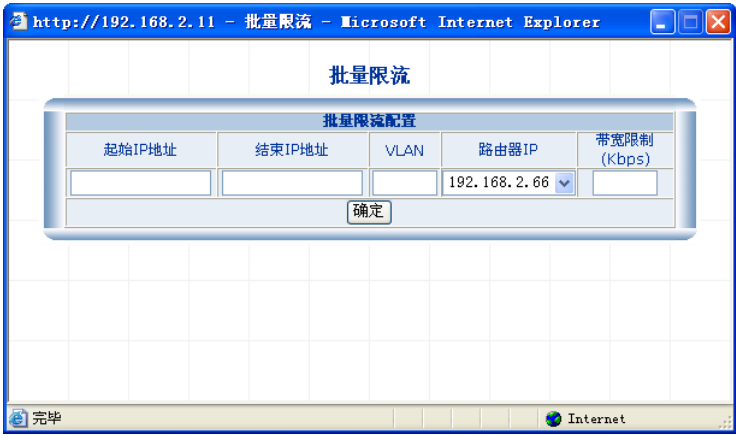 http://192.168.2.11 - 批量限流 - Microsoft Internet Explorer
批量限流
批量限流配置
起始IP地址 结束IP地址 VLAN 路由器IP 带宽限制
(Kbps)
192.168.2.66
确定
完毕 Internet